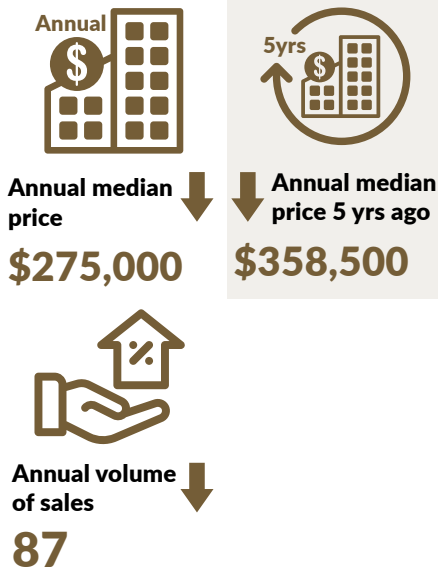 Annual
$
Annual median
price
$275,000
5yrs
$
Annual median
price 5 yrs ago
$358,500
%
Annual volume
of sales
87